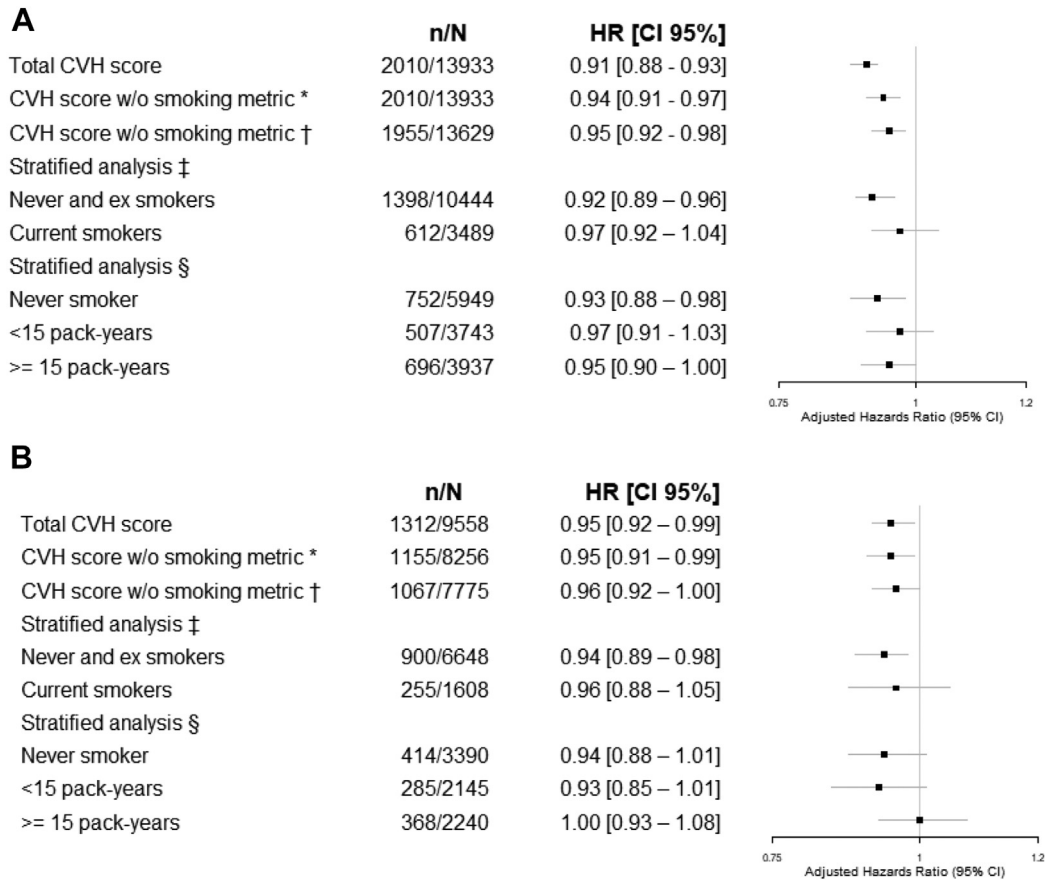 A
n/N HR [CI 95%]
Total CVH score 2010/13933 0.91 [0.88 - 0.93]
CVH score w/o smoking metric * 2010/13933 0.94 [0.91 - 0.97]
CVH score w/o smoking metric † 1955/13629 0.95 [0.92 - 0.98]
Stratified analysis ‡
Never and ex smokers 1398/10444 0.92 [0.89 – 0.96]
Current smokers 612/3489 0.97 [0.92 – 1.04]
Stratified analysis §
Never smoker 752/5949 0.93 [0.88 – 0.98]
<15 pack-years 507/3743 0.97 [0.91 - 1.03]
>= 15 pack-years 696/3937 0.95 [0.90 – 1.00]
0.75 1 1.2
Adjusted Hazards Ratio (95% CI)
B
n/N HR [CI 95%]
Total CVH score 1312/9558 0.95 [0.92 – 0.99]
CVH score w/o smoking metric * 1155/8256 0.95 [0.91 – 0.99]
CVH score w/o smoking metric † 1067/7775 0.96 [0.92 – 1.00]
Stratified analysis ‡
Never and ex smokers 900/6648 0.94 [0.89 – 0.98]
Current smokers 255/1608 0.96 [0.88 – 1.05]
Stratified analysis §
Never smoker 414/3390 0.94 [0.88 – 1.01]
<15 pack-years 285/2145 0.93 [0.85 – 1.01]
>= 15 pack-years 368/2240 1.00 [0.93 – 1.08]
0.75 1 1.2
Adjusted Hazards Ratio (95% CI)